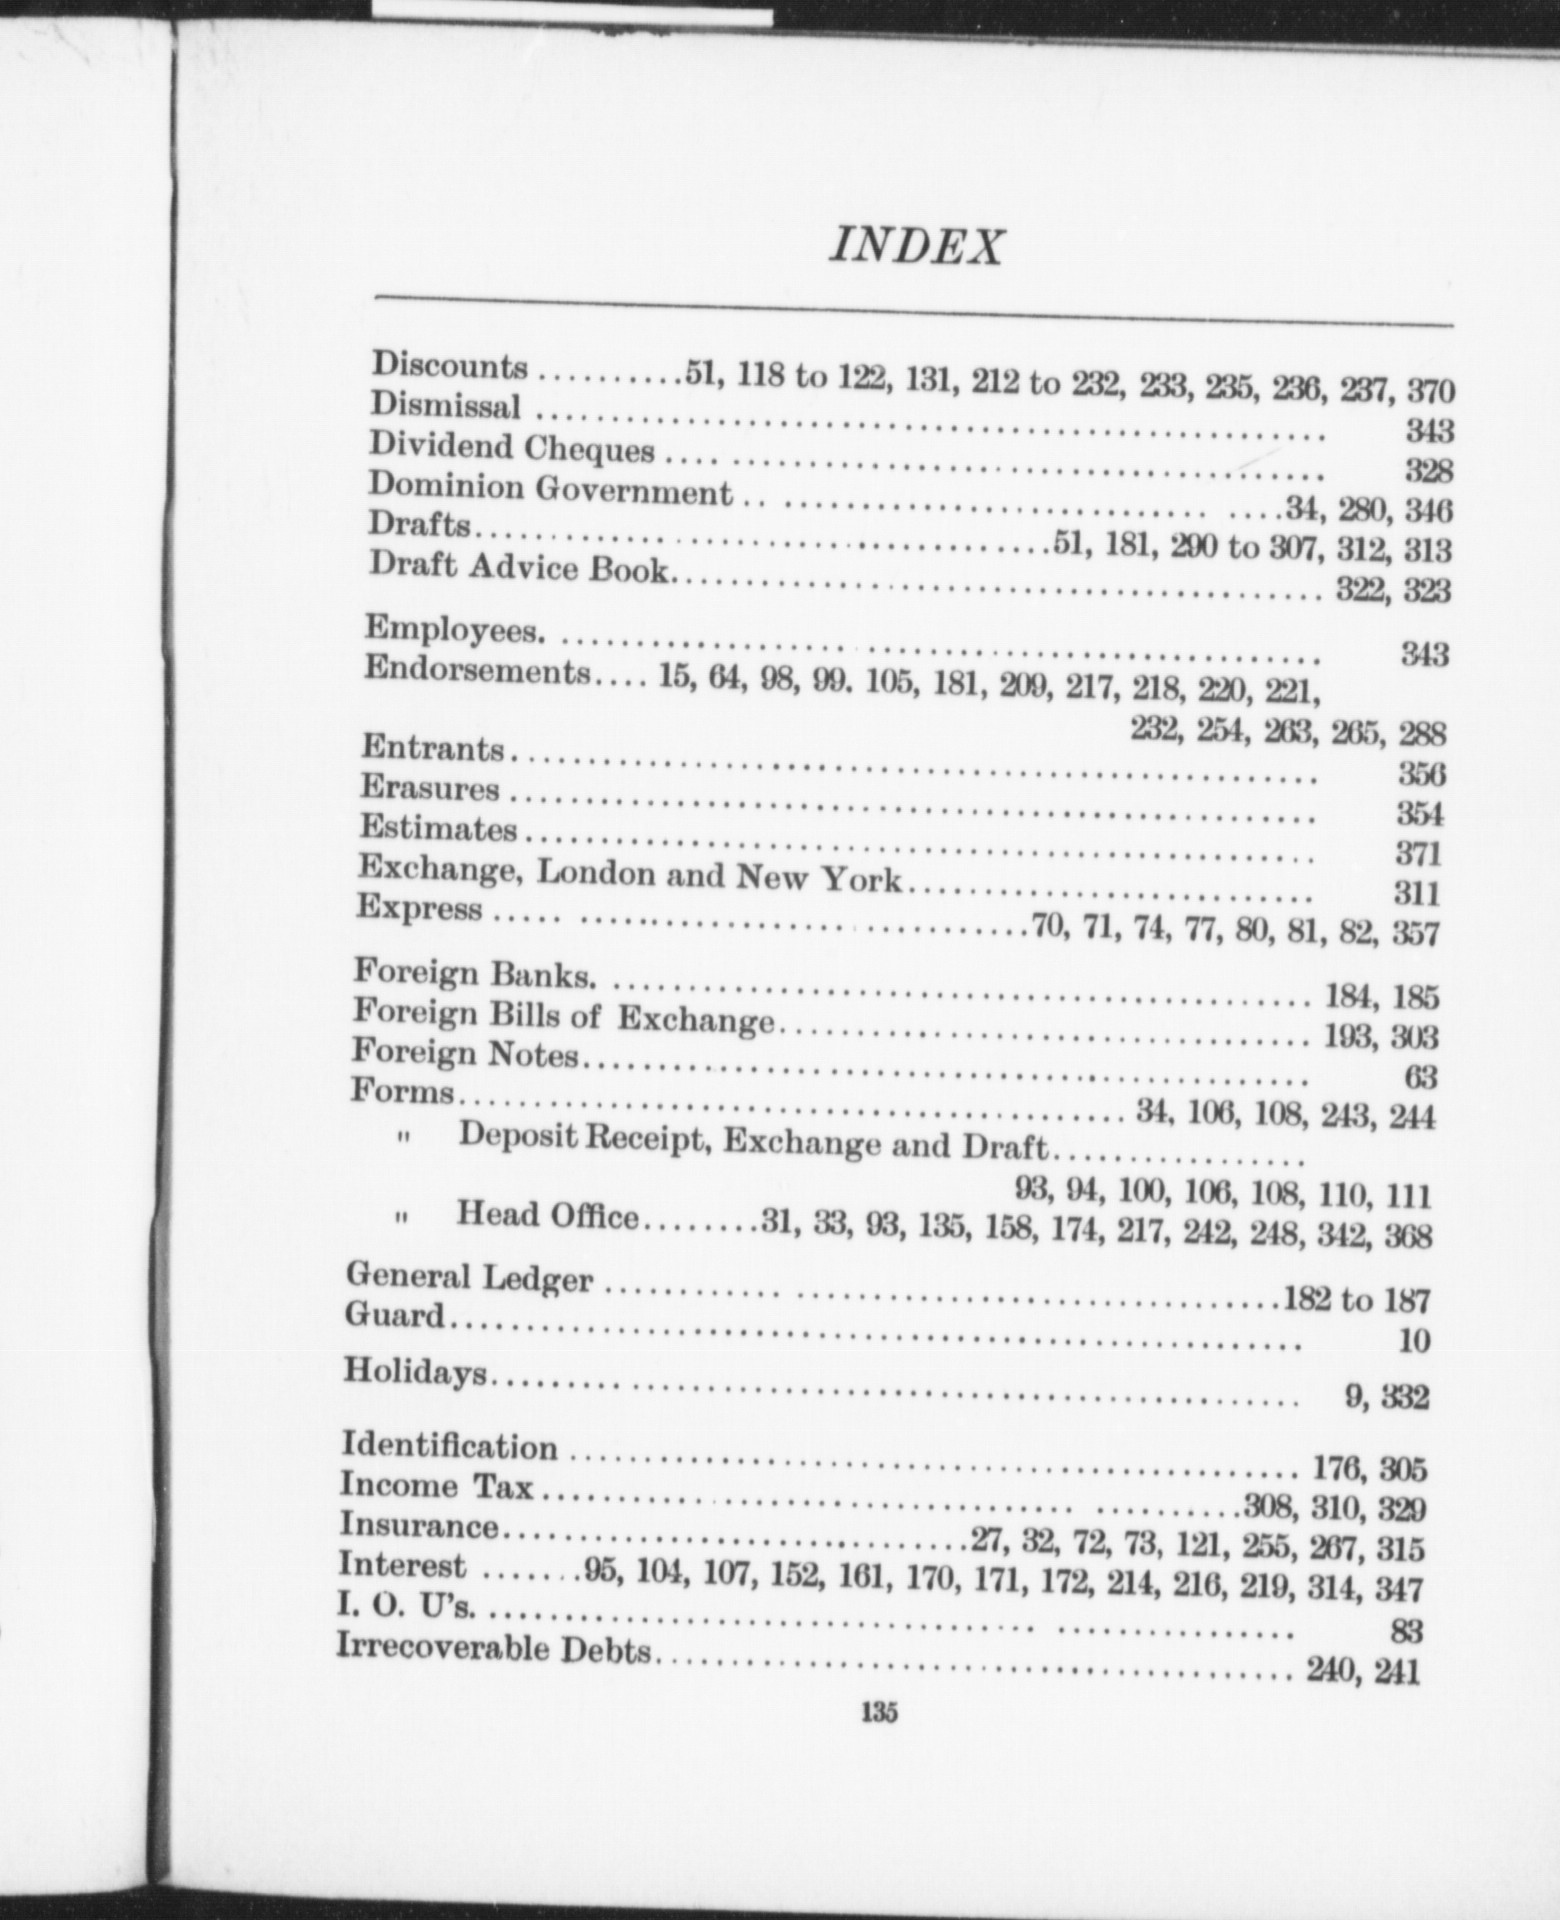 INDEX
Discounts ..........51, 118 to 122, 131, 212 to 232, 233, 235, 236, 237, 370
Dismissal ..................................................... 343
Dividend Cheques .... ........................................ 328
Dominion Government .. ............................ ....34, 280, 346
Drafts......................................51, 181, 290 to 307, 312, 313
Draft Advice Book........................................... 322, 323
Employees. .................................................. 343
Endorsements.... 15, 64, 98, 99. 105, 181, 209, 217, 218, 220, 221,
232, 254, 263, 265, 288
Entrants..................................................... 356
Erasures ..................................................... 354
Estimates.................................................... 371
Exchange, London and New York........................... 311
Express ..... ..............................70, 71, 74, 77, 80, 81, 82, 357
Foreign Banks. .............................................. 184, 185
Foreign Bills of Exchange................................... 193, 303
Foreign Notes................................................ 63
Forms............................................ 34, 106, 108, 243, 244
" Deposit Receipt, Exchange and Draft.................
93, 94, 100, 106, 108, 110, 111
" Head Office........31, 33, 93, 135, 158, 174, 217, 242, 248, 342, 368
General Ledger ............ ................................182 to 187
Guard........................................................ 10
Holidays..................................................... 9, 332
Identification ................................................ 176, 305
Income Tax................................... ..........308, 310, 329
Insurance...............................27, 32, 72, 73, 121, 255, 267, 315
Interest .......95, 104, 107, 152, 161, 170, 171, 172, 214, 216, 219, 314, 347
I. O. U's. .................................... ................ 83
Irrecoverable Debts.......................................... 240, 241
135